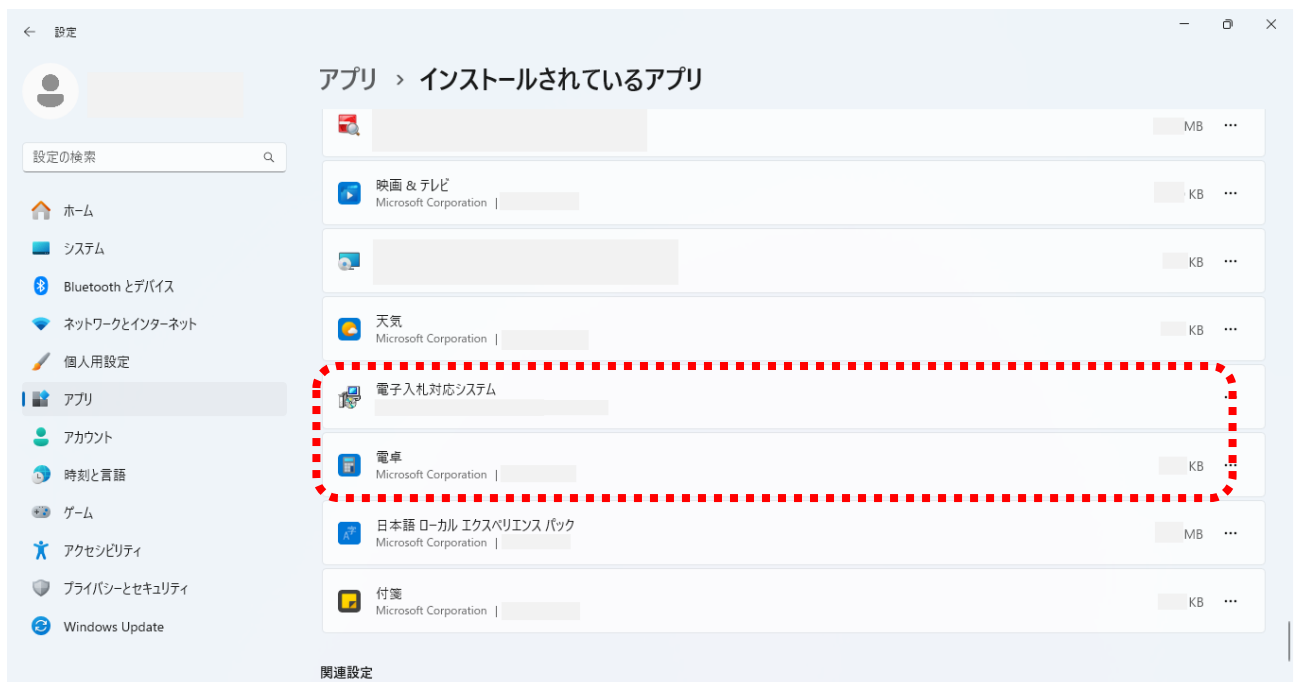 設定
アプリ › インストールされているアプリ
設定の検索
ホーム
システム
Bluetooth とデバイス
ネットワークとインターネット
個人用設定
アプリ
アカウント
時刻と言語
ゲーム
アクセシビリティ
プライバシーとセキュリティ
Windows Update
MB
映画 & テレビ
Microsoft Corporation |
KB
KB
天気
Microsoft Corporation |
KB
電子入札対応システム
電卓
Microsoft Corporation |
KB
日本語 ローカル エクスペリエンス パック
Microsoft Corporation |
MB
付箋
Microsoft Corporation |
KB
関連設定